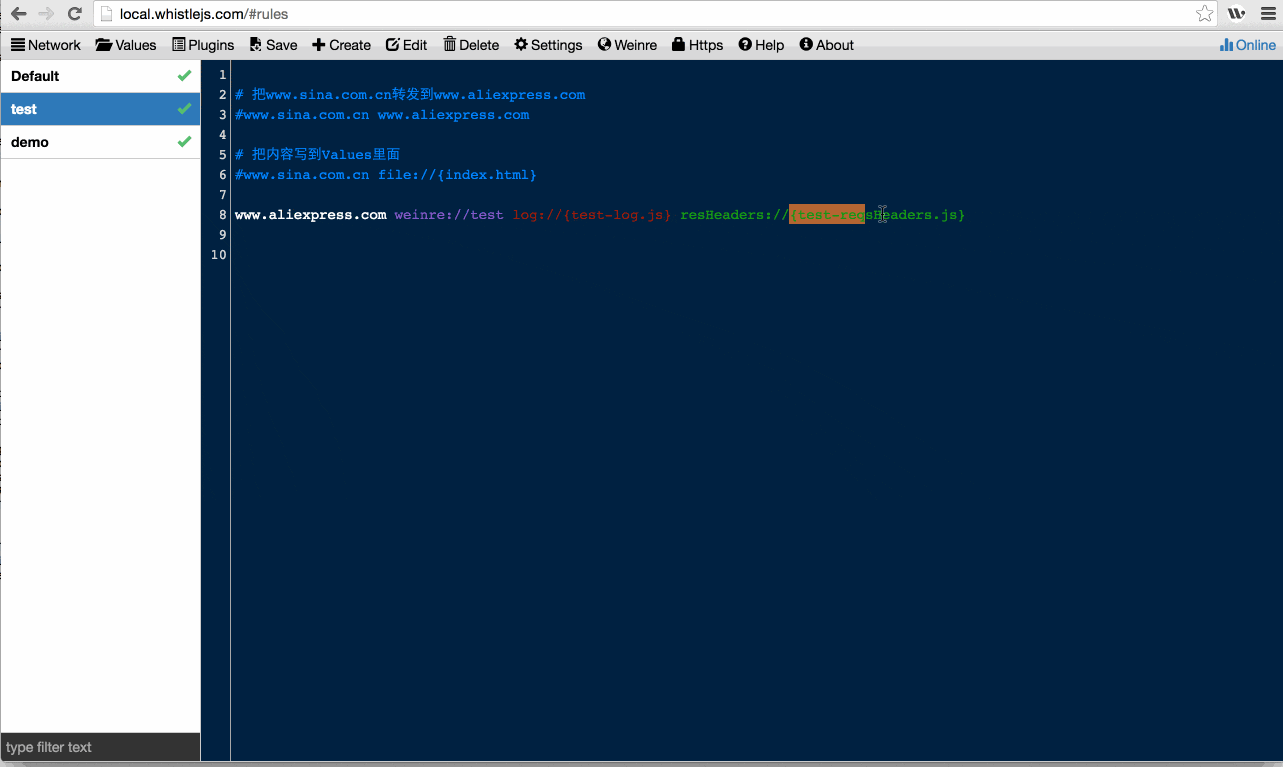 local.whistlejs.com/#rules
Network Values Plugins Save Create Edit Delete Settings Weinre Https Help About Online
Default
test
demo
type filter text
1
2 # 把www.sina.com.cn转发到www.aliexpress.com
3 #www.sina.com.cn www.aliexpress.com
4
5 # 把内容写到Values里面
6 #www.sina.com.cn file://{index.html}
7
8 www.aliexpress.com weinre://test log://{test-log.js} resHeaders://{test-reqsHeaders.js}
9
10